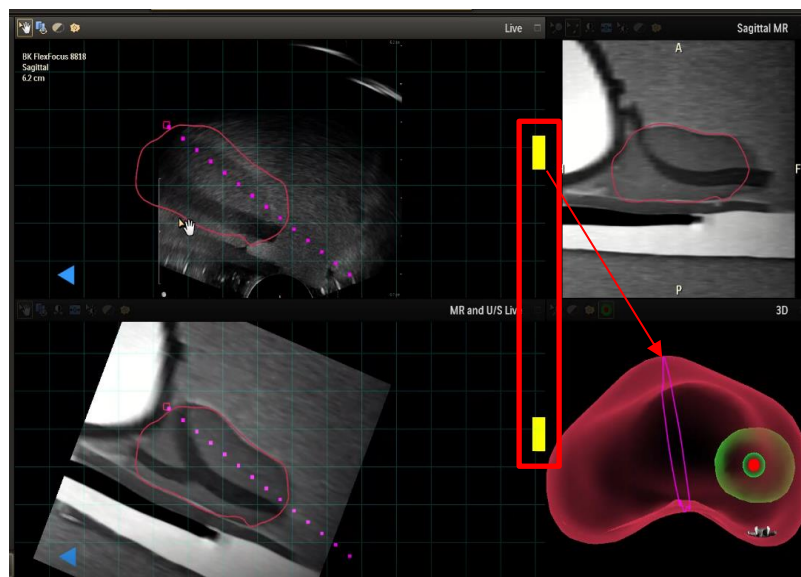 Live
Sagittal MR
BK FlexFocus 8818
Sagittal
6.2 cm
A
F
P
MR and U/S Live
3D